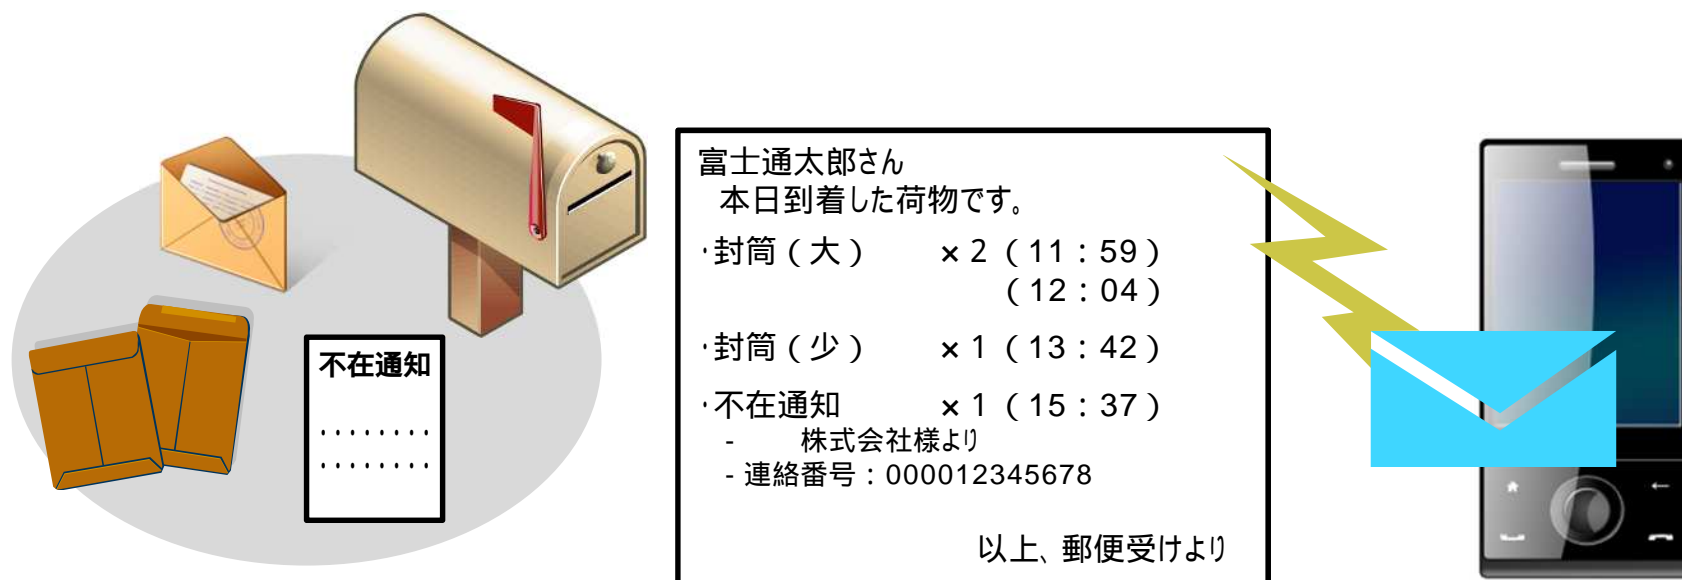 不在通知
富士通太郎さん
本日到着した荷物です。
・封筒(大) ×2(11:59)
(12:04)
・封筒(少) ×1(13:42)
・不在通知 ×1(15:37)
- 株式会社様より
- 連絡番号:000012345678
以上、郵便受けより